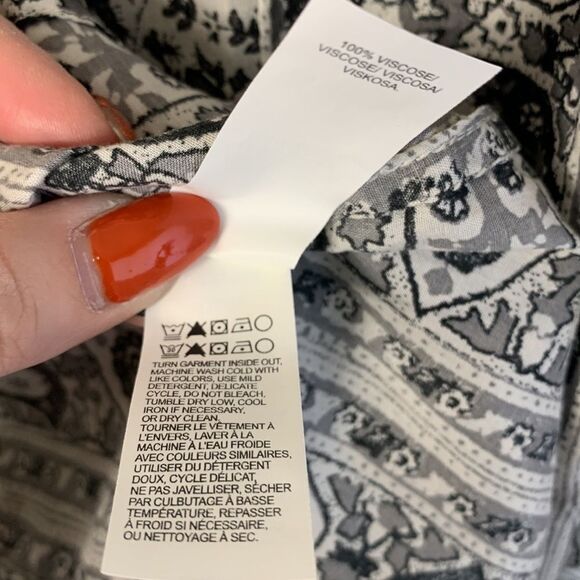 100% VISCOSE/
VISCOSE/ VISCOSA/
VISKOSA
TURN GARMENT INSIDE OUT,
MACHINE WASH COLD WITH
LIKE COLORS, USE MILD
DETERGENT, DELICATE
CYCLE, DO NOT BLEACH,
TUMBLE DRY LOW, COOL
IRON IF NECESSARY,
OR DRY CLEAN.
TOURNER LE VÊTEMENT À
L'ENVERS, LAVER À LA
MACHINE À L'EAU FROIDE
AVEC COULEURS SIMILAIRES,
UTILISER DU DÉTERGENT
DOUX, CYCLE DÉLICAT,
NE PAS JAVELLISER, SÉCHER
PAR CULBUTAGE À BASSE
TEMPÉRATURE, REPASSER
À FROID SI NÉCESSAIRE,
OU NETTOYAGE À SEC.